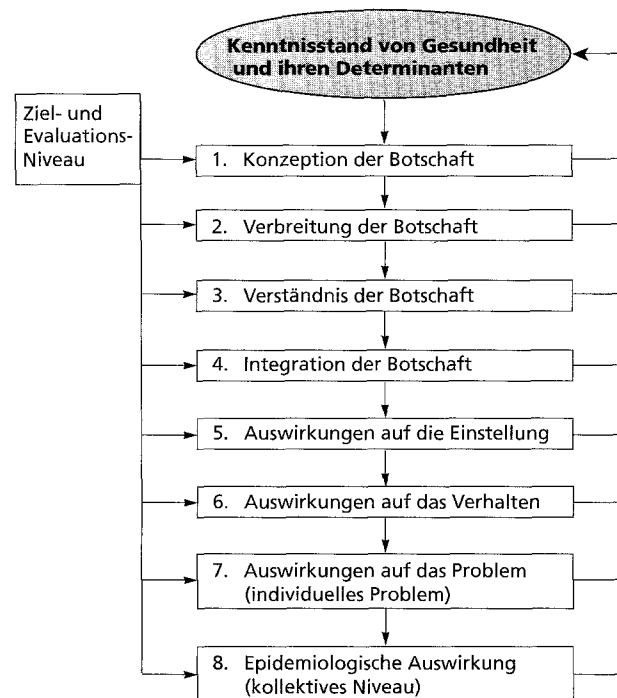 Kenntnisstand von Gesundheit
und ihren Determinanten
Ziel- und
Evaluations-
Niveau
1. Konzeption der Botschaft
2. Verbreitung der Botschaft
3. Verständnis der Botschaft
4. Integration der Botschaft
5. Auswirkungen auf die Einstellung
6. Auswirkungen auf das Verhalten
7. Auswirkungen auf das Problem
(individuelles Problem)
8. Epidemiologische Auswirkung
(kollektives Niveau)